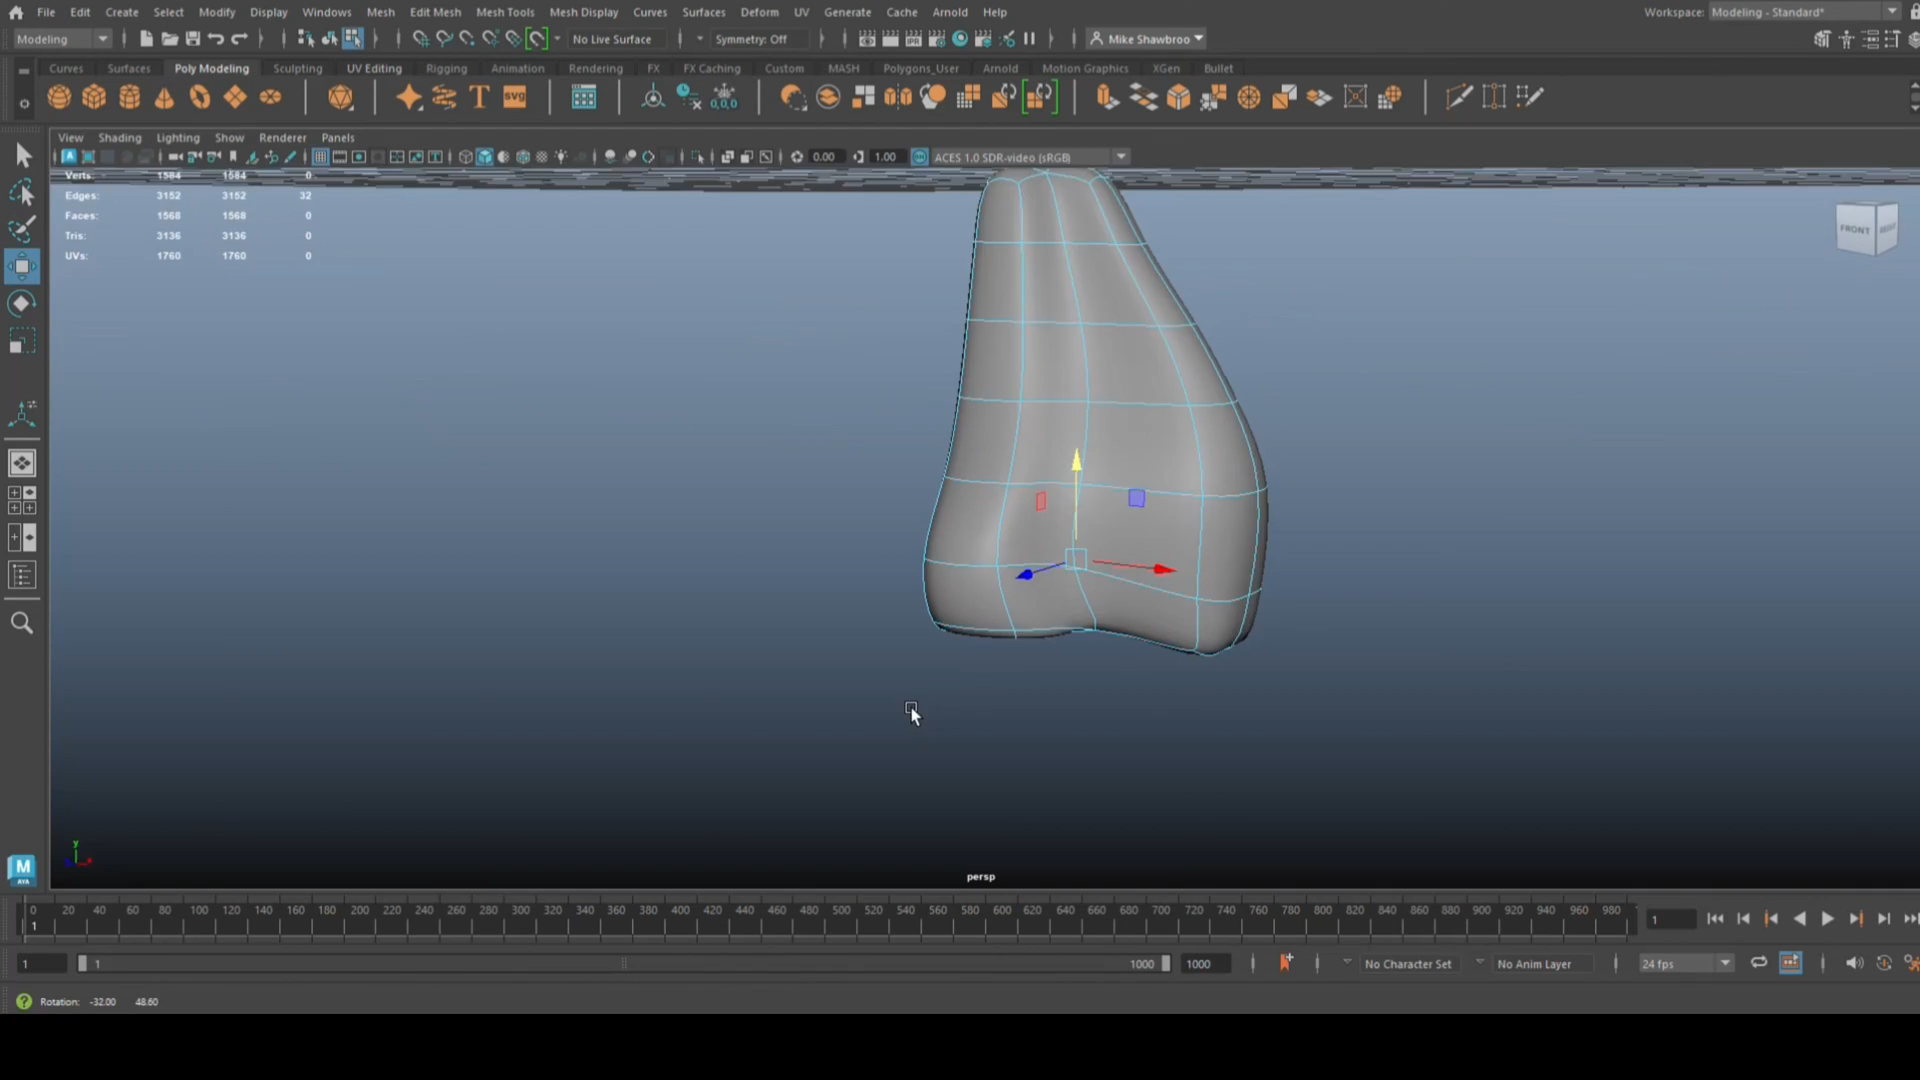 File Edit Create Select Modify Display Windows Mesh Edit Mesh Mesh Tools Mesh Display Curves Surfaces Deform UV Generate Cache Arnold Help Workspace: Modeling - Standard*
Modeling No Live Surface Symmetry: Off Mike Shawbroo
Curves Surfaces Poly Modeling Sculpting UV Editing Rigging Animation Rendering FX FX Caching Custom MASH Polygons_User Arnold Motion Graphics XGen Bullet
T svg 0,0,0
View Shading Lighting Show Renderer Panels
0.00 1.00 ACES 1.0 SDR-video (sRGB)
Verts: 1584 1584 0
Edges: 3152 3152 32
Faces: 1568 1568 0
Tris: 3136 3136 0
UVs: 1760 1760 0
FRONT RIGHT
y
M
AYA
persp
0 20 40 60 80 100 120 140 160 180 200 220 240 260 280 300 320 340 360 380 400 420 440 460 480 500 520 540 560 580 600 620 640 660 680 700 720 740 760 780 800 820 840 860 880 900 920 940 960 980
1 1
1 1 1000 1000 No Character Set No Anim Layer 24 fps
Rotation: -32.00 48.60